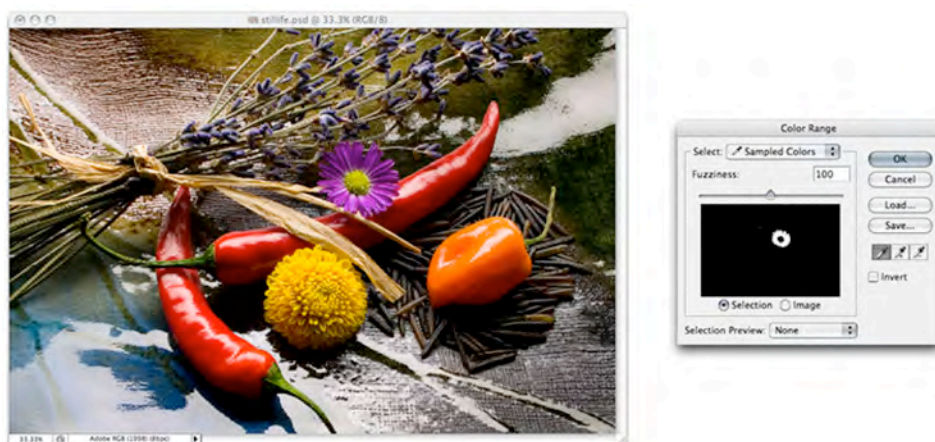 stillife.psd @ 33.3% (RGB/8)
33.33%
Adobe RGB (1998) (8bpc)
Color Range
Select: Sampled Colors
Fuzziness: 100
OK
Cancel
Load...
Save...
Invert
Selection Image
Selection Preview: None